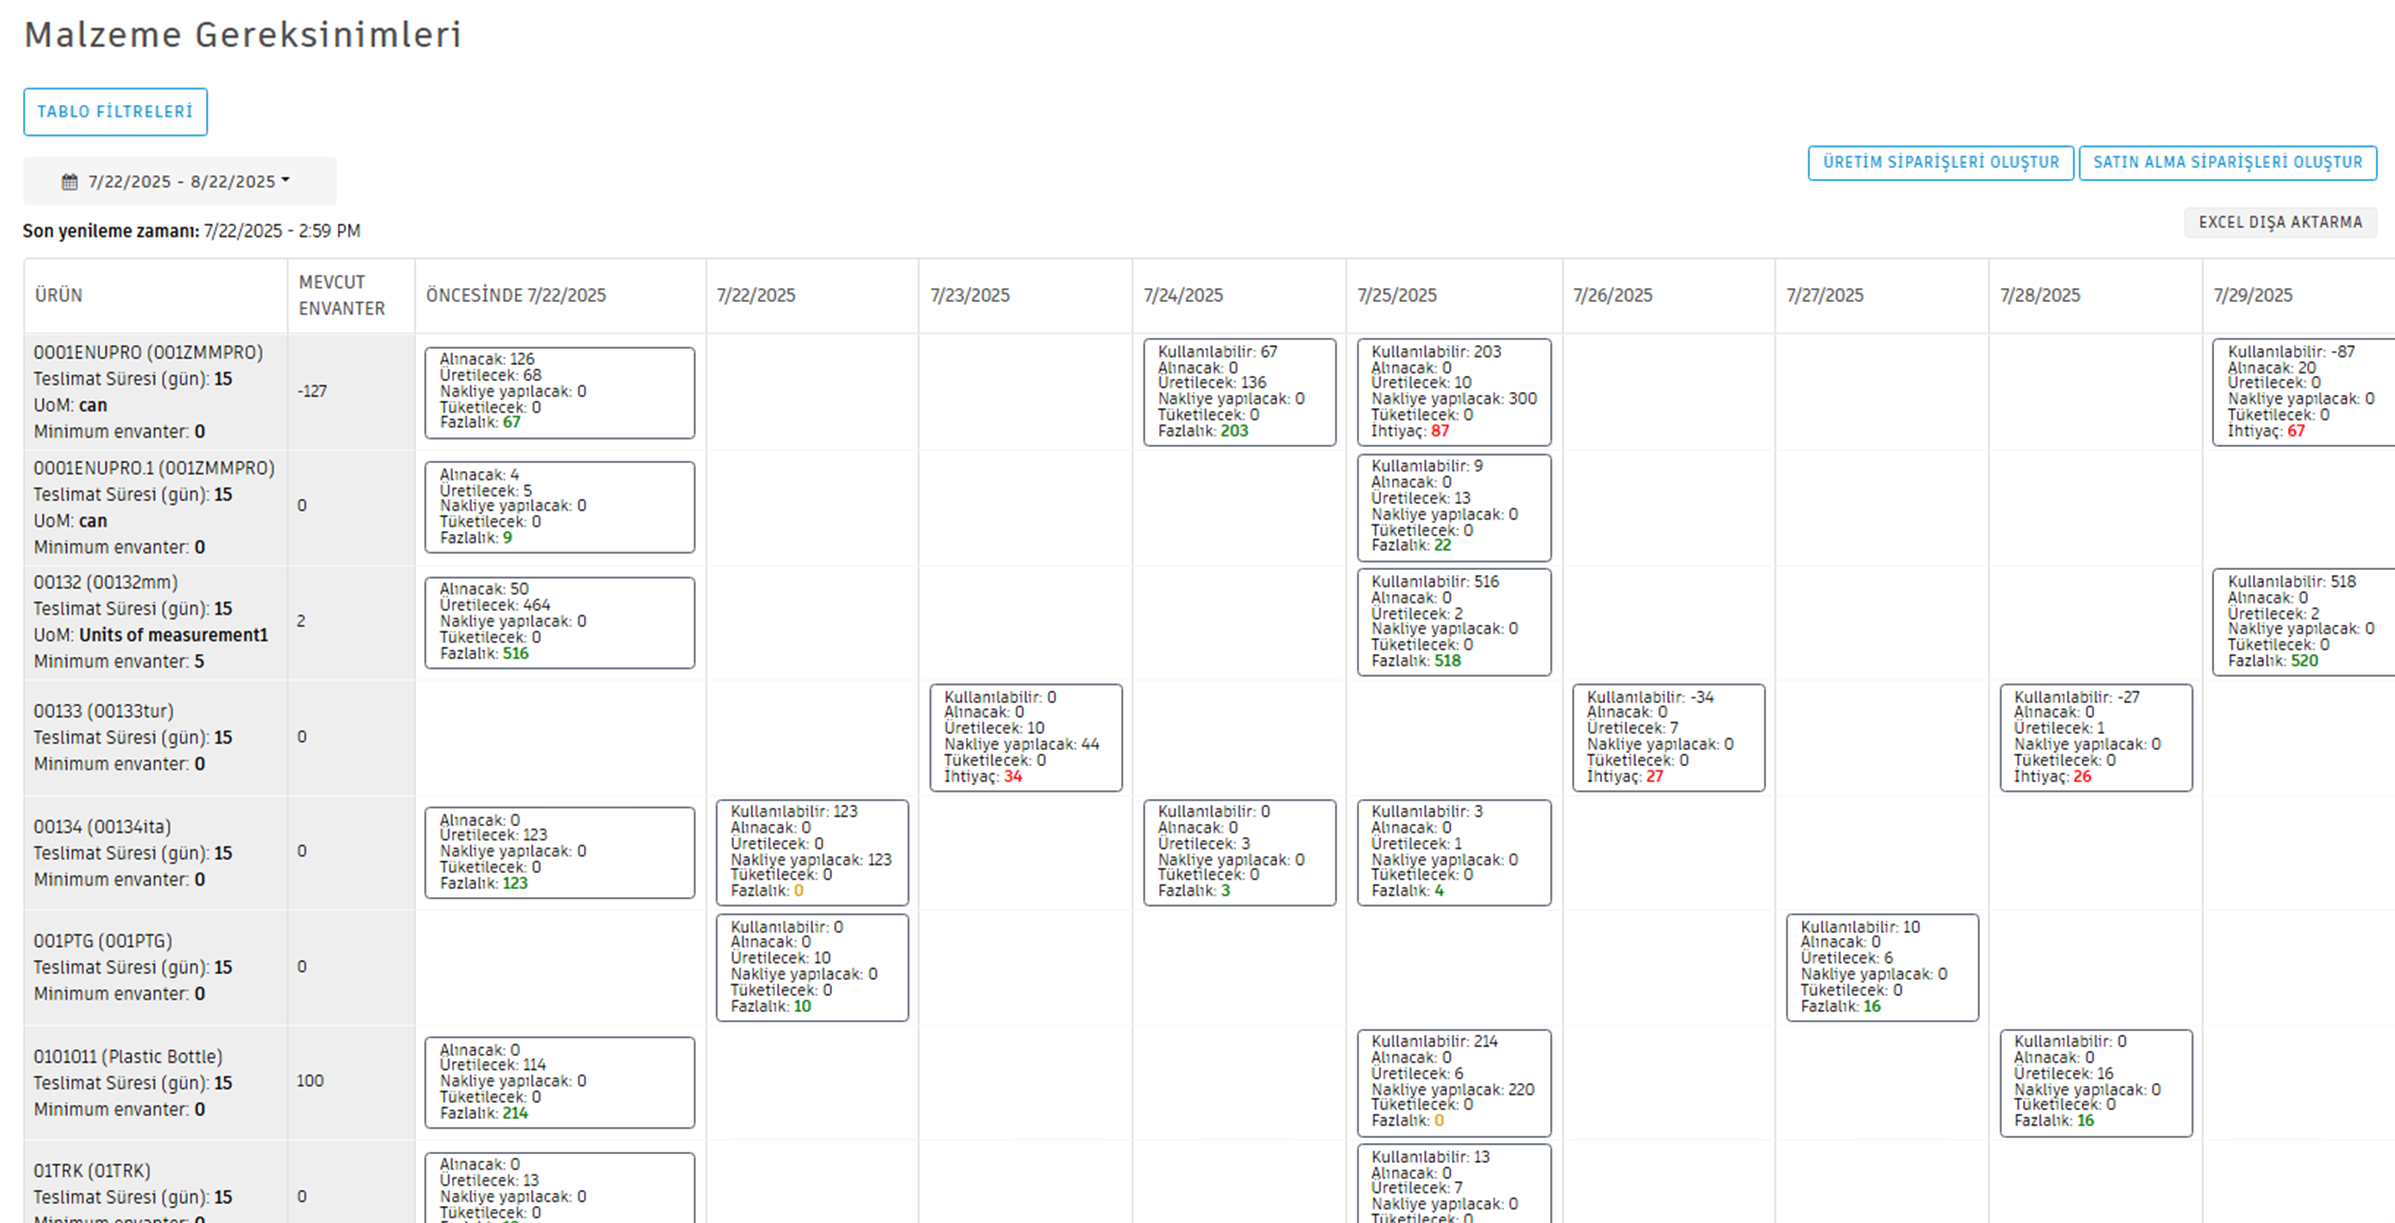 Malzeme Gereksinimleri
TABLO FİLTRELERİ
7/22/2025 - 8/22/2025
ÜRETİM SİPARİŞLERİ OLUŞTUR
SATIN ALMA SİPARİŞLERİ OLUŞTUR
Son yenileme zamanı: 7/22/2025 - 2:59 PM
EXCEL DIŞA AKTARMA
ÜRÜN
MEVCUT
ENVANTER
ÖNCESİNDE 7/22/2025
7/22/2025
7/23/2025
7/24/2025
7/25/2025
7/26/2025
7/27/2025
7/28/2025
7/29/2025
0001ENUPRO (001ZMMPRO)
Teslimat Süresi (gün): 15
UoM: can
Minimum envanter: 0
-127
Alınacak: 126
Üretilecek: 68
Nakliye yapılacak: 0
Tüketilecek: 0
Fazlalık: 67
Kullanılabilir: 67
Alınacak: 0
Üretilecek: 136
Nakliye yapılacak: 0
Tüketilecek: 0
Fazlalık: 203
Kullanılabilir: 203
Alınacak: 0
Üretilecek: 10
Nakliye yapılacak: 300
Tüketilecek: 0
İhtiyaç: 87
Kullanılabilir: -87
Alınacak: 20
Üretilecek: 0
Nakliye yapılacak: 0
Tüketilecek: 0
İhtiyaç: 67
0001ENUPRO.1 (001ZMMPRO)
Teslimat Süresi (gün): 15
UoM: can
Minimum envanter: 0
0
Alınacak: 4
Üretilecek: 5
Nakliye yapılacak: 0
Tüketilecek: 0
Fazlalık: 9
Kullanılabilir: 9
Alınacak: 0
Üretilecek: 13
Nakliye yapılacak: 0
Tüketilecek: 0
Fazlalık: 22
00132 (00132mm)
Teslimat Süresi (gün): 15
UoM: Units of measurement1
Minimum envanter: 5
2
Alınacak: 50
Üretilecek: 464
Nakliye yapılacak: 0
Tüketilecek: 0
Fazlalık: 516
Kullanılabilir: 516
Alınacak: 0
Üretilecek: 2
Nakliye yapılacak: 0
Tüketilecek: 0
Fazlalık: 518
Kullanılabilir: 518
Alınacak: 0
Üretilecek: 2
Nakliye yapılacak: 0
Tüketilecek: 0
Fazlalık: 520
00133 (00133tur)
Teslimat Süresi (gün): 15
Minimum envanter: 0
0
Kullanılabilir: 0
Alınacak: 0
Üretilecek: 10
Nakliye yapılacak: 44
Tüketilecek: 0
İhtiyaç: 34
Kullanılabilir: -34
Alınacak: 0
Üretilecek: 7
Nakliye yapılacak: 0
Tüketilecek: 0
İhtiyaç: 27
Kullanılabilir: -27
Alınacak: 0
Üretilecek: 1
Nakliye yapılacak: 0
Tüketilecek: 0
İhtiyaç: 26
00134 (00134ita)
Teslimat Süresi (gün): 15
Minimum envanter: 0
0
Alınacak: 0
Üretilecek: 123
Nakliye yapılacak: 0
Tüketilecek: 0
Fazlalık: 123
Kullanılabilir: 123
Alınacak: 0
Üretilecek: 0
Nakliye yapılacak: 123
Tüketilecek: 0
Fazlalık: 0
Kullanılabilir: 0
Alınacak: 0
Üretilecek: 3
Nakliye yapılacak: 0
Tüketilecek: 0
Fazlalık: 3
Kullanılabilir: 3
Alınacak: 0
Üretilecek: 1
Nakliye yapılacak: 0
Tüketilecek: 0
Fazlalık: 4
001PTG (001PTG)
Teslimat Süresi (gün): 15
Minimum envanter: 0
0
Kullanılabilir: 0
Alınacak: 0
Üretilecek: 10
Nakliye yapılacak: 0
Tüketilecek: 0
Fazlalık: 10
Kullanılabilir: 10
Alınacak: 0
Üretilecek: 6
Nakliye yapılacak: 0
Tüketilecek: 0
Fazlalık: 16
0101011 (Plastic Bottle)
Teslimat Süresi (gün): 15
Minimum envanter: 0
100
Alınacak: 0
Üretilecek: 114
Nakliye yapılacak: 0
Tüketilecek: 0
Fazlalık: 214
Kullanılabilir: 214
Alınacak: 0
Üretilecek: 6
Nakliye yapılacak: 220
Tüketilecek: 0
Fazlalık: 0
Kullanılabilir: 0
Alınacak: 0
Üretilecek: 16
Nakliye yapılacak: 0
Tüketilecek: 0
Fazlalık: 16
01TRK (01TRK)
Teslimat Süresi (gün): 15
Minimum envanter: 0
0
Alınacak: 0
Üretilecek: 13
Nakliye yapılacak: 0
Tüketilecek: 0
Kullanılabilir: 13
Alınacak: 0
Üretilecek: 7
Nakliye yapılacak: 0
Tüketilecek: 0